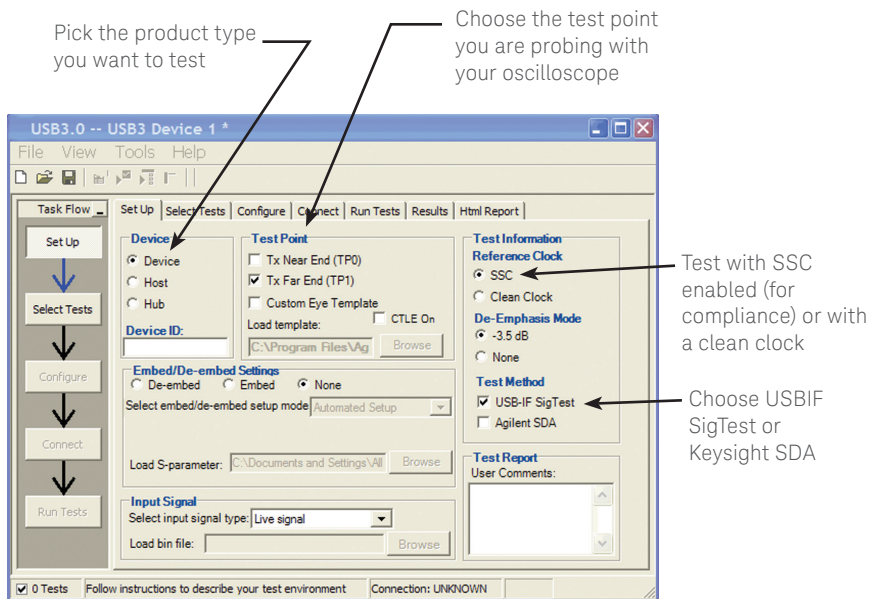 Pick the product type
you want to test
Choose the test point
you are probing with
your oscilloscope
USB3.0 -- USB3 Device 1 *
File View Tools Help
Task Flow
Set Up
Select Tests
Configure
Connect
Run Tests
Set Up Select Tests Configure Connect Run Tests Results Html Report
Device
Device
Host
Hub
Device ID:
Test Point
Tx Near End (TP0)
Tx Far End (TP1)
Custom Eye Template
CTLE On
Load template:
C:\Program Files\Ag Browse
Embed/De-embed Settings
De-embed Embed None
Select embed/de-embed setup mode Automated Setup
Load S-parameter: C:\Documents and Settings\All Browse
Input Signal
Select input signal type: Live signal
Load bin file: Browse
Test Information
Reference Clock
SSC
Clean Clock
De-Emphasis Mode
-3.5 dB
None
Test Method
USB-IF SigTest
Agilent SDA
Test Report
User Comments:
0 Tests Follow instructions to describe your test environment Connection: UNKNOWN
Test with SSC
enabled (for
compliance) or with
a clean clock
Choose USBIF
SigTest or
Keysight SDA